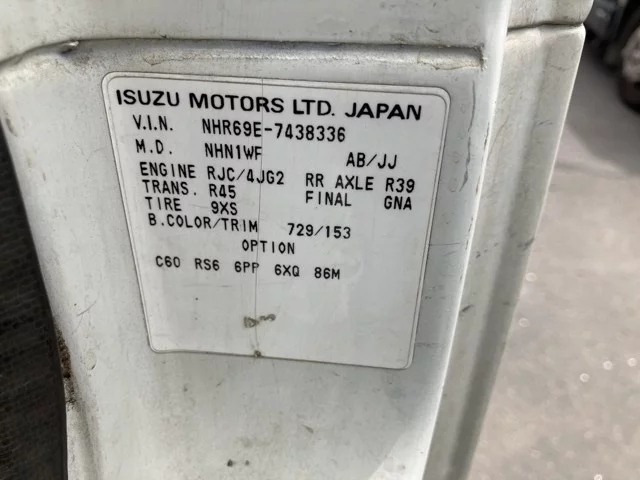 ISUZU MOTORS LTD. JAPAN
V.I.N. NHR69E-7438336
M.D. NHN1WF AB/JJ
ENGINE RJC/4JG2 RR AXLE R39
TRANS. R45 FINAL GNA
TIRE 9XS
B.COLOR/TRIM 729/153
OPTION
C60 RS6 6PP 6XQ 86M